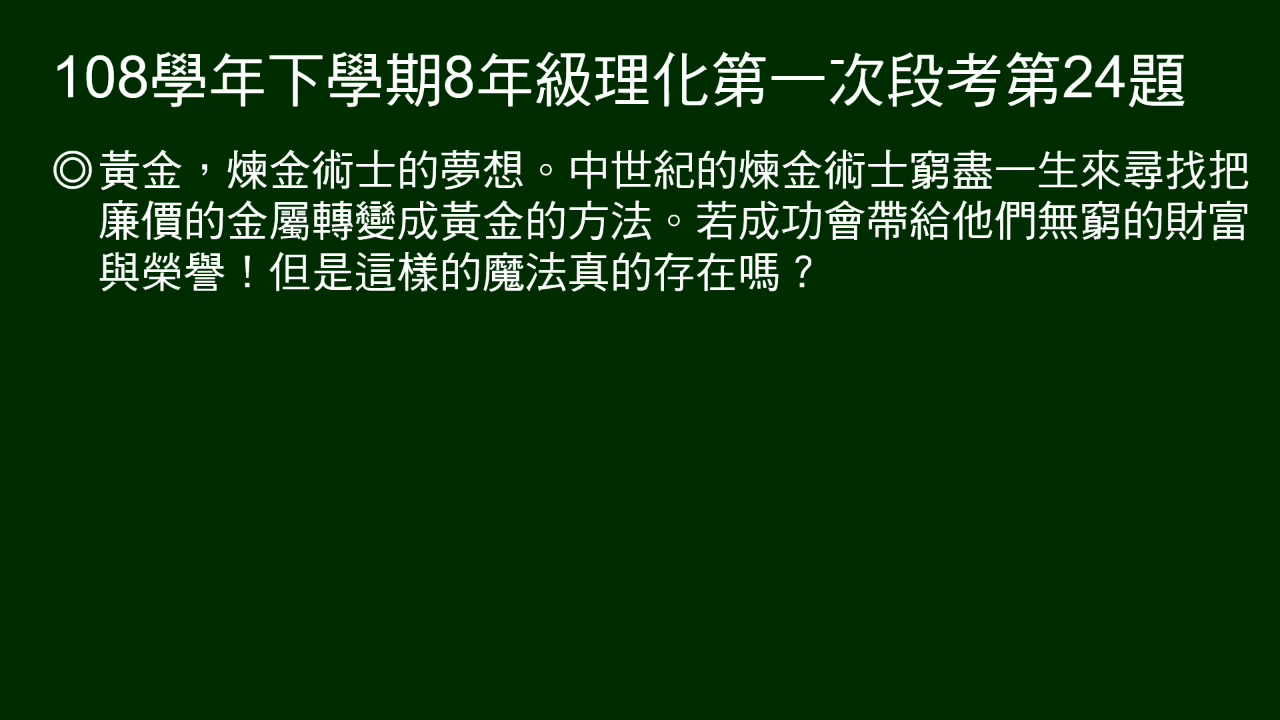 108學年下學期8年級理化第一次段考第24題
◎黃金，煉金術士的夢想。中世紀的煉金術士窮盡一生來尋找把
廉價的金屬轉變成黃金的方法。若成功會帶給他們無窮的財富
與榮譽！但是這樣的魔法真的存在嗎？